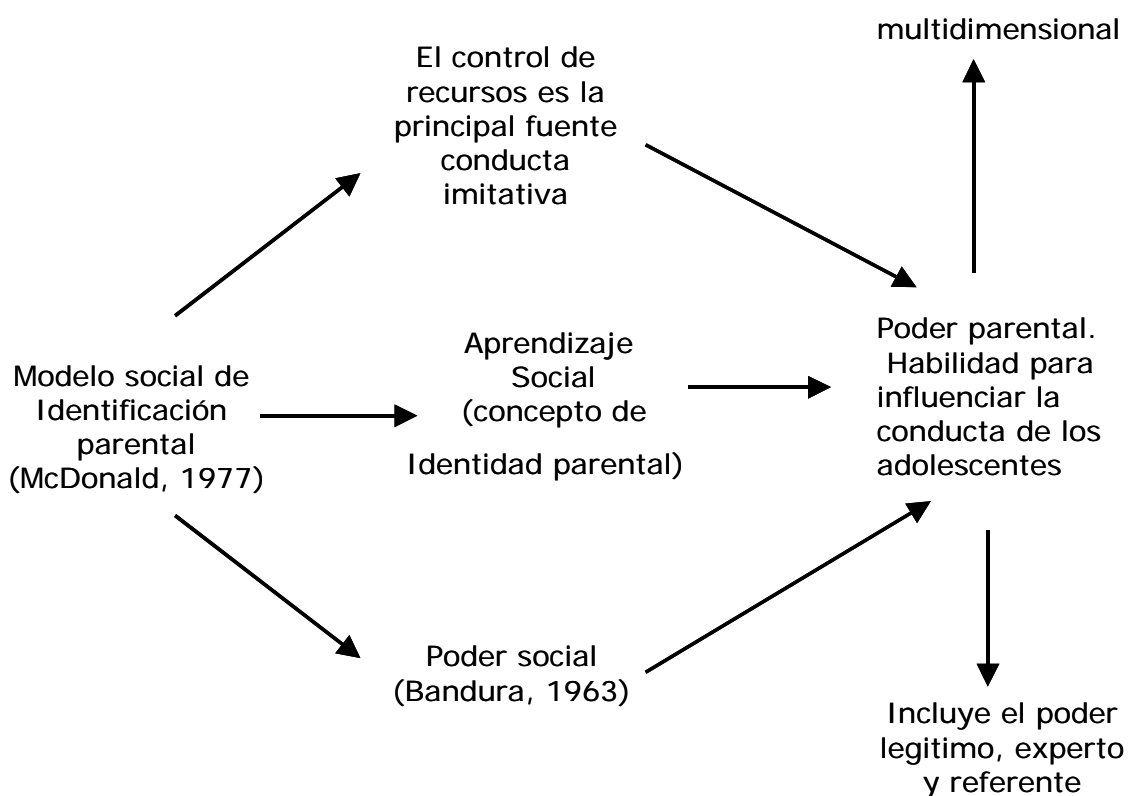 multidimensional
El control de
recursos es la
principal fuente
conducta
imitativa
Modelo social de
Identificación
parental
(McDonald, 1977)
Aprendizaje
Social
(concepto de
Identidad parental)
Poder parental.
Habilidad para
influenciar la
conducta de los
adolescentes
Poder social
(Bandura, 1963)
Incluye el poder
legitimo, experto
y referente